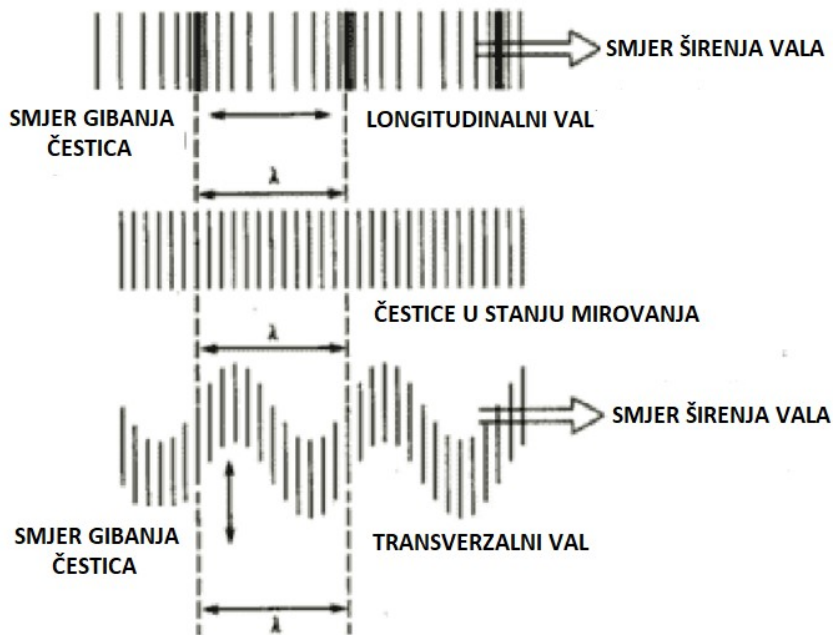 SMJER ŠIRENJA VALA
SMJER GIBANJA
ČESTICA
LONGITUDINALNI VAL
λ
ČESTICE U STANJU MIROVANJA
λ
SMJER ŠIRENJA VALA
SMJER GIBANJA
ČESTICA
TRANSVERZALNI VAL
λ